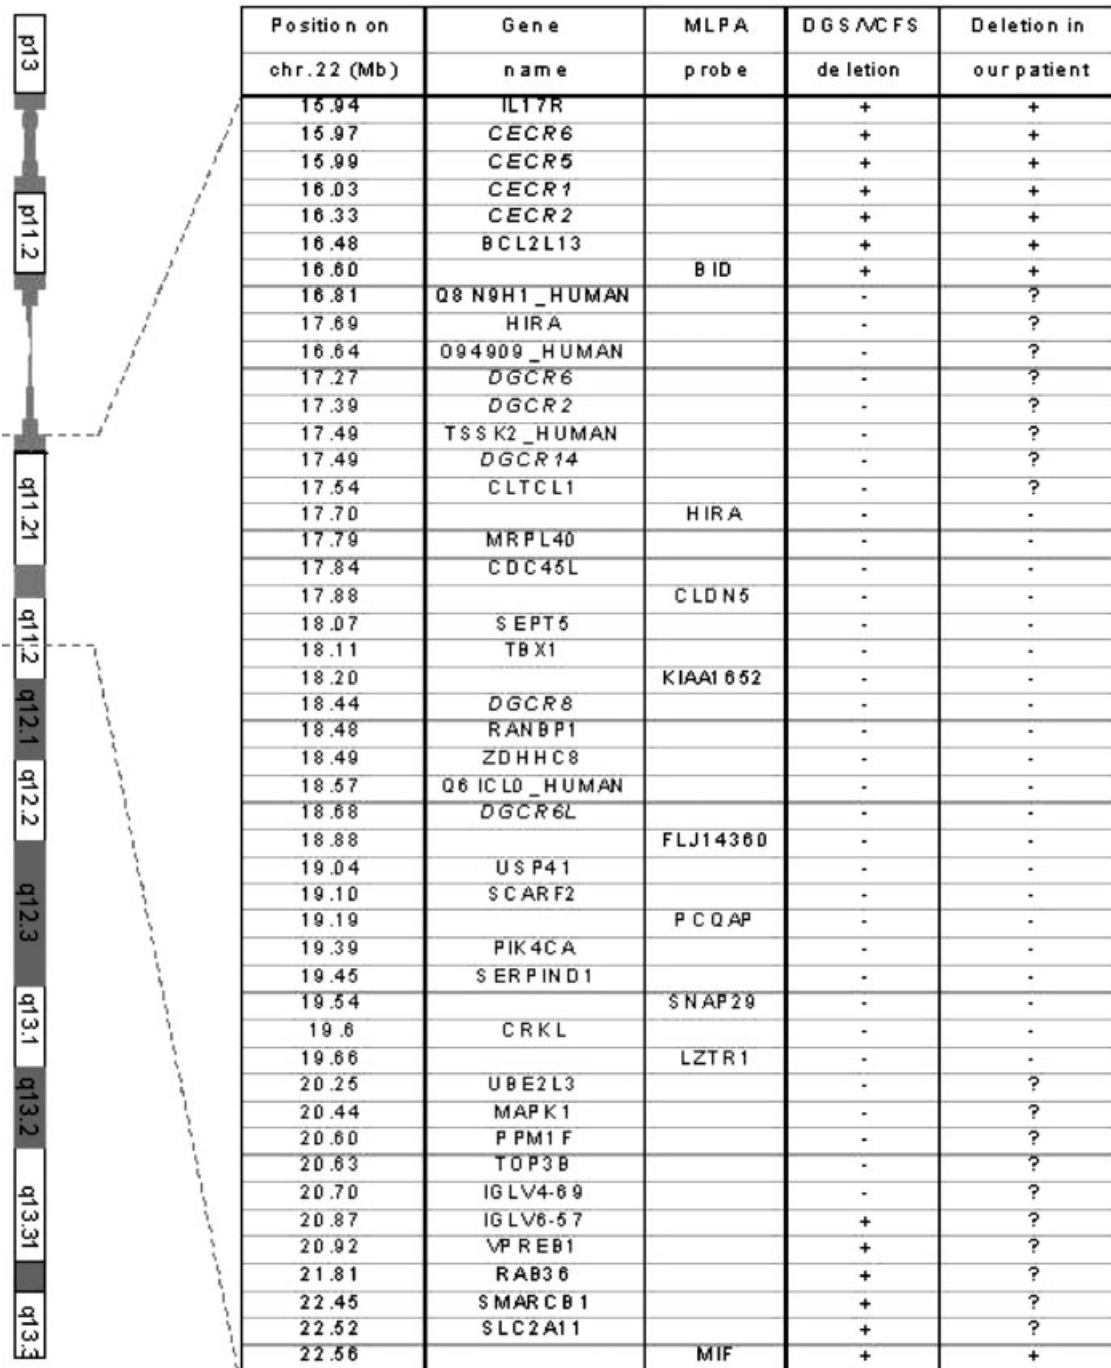 p13
p11.2
q11.21
q11.2
q12.1
q12.2
q12.3
q13.1
q13.2
q13.31
q13.3
Position on Gene MLPA DGS/VCFS Deletion in
chr.22 (Mb) name probe deletion our patient
15.94 IL17R + +
15.97 CECR6 + +
15.99 CECR5 + +
16.03 CECR1 + +
16.33 CECR2 + +
16.48 BCL2L13 + +
16.60 BID + +
16.81 Q8N9H1_HUMAN - ?
17.69 HIRA - ?
16.64 O94909_HUMAN - ?
17.27 DGCR6 - ?
17.39 DGCR2 - ?
17.49 TSSK2_HUMAN - ?
17.49 DGCR14 - ?
17.54 CLTCL1 - ?
17.70 HIRA - -
17.79 MRPL40 - -
17.84 CDC45L - -
17.88 CLDN5 - -
18.07 SEPT5 - -
18.11 TBX1 - -
18.20 KIAA1652 - -
18.44 DGCR8 - -
18.48 RANBP1 - -
18.49 ZDHHC8 - -
18.57 Q6ICL0_HUMAN - -
18.68 DGCR6L - -
18.88 FLJ14360 - -
19.04 USP41 - -
19.10 SCARF2 - -
19.19 PCQAP - -
19.39 PIK4CA - -
19.45 SERPIND1 - -
19.54 SNAP29 - -
19.6 CRKL - -
19.66 LZTR1 - -
20.25 UBE2L3 - ?
20.44 MAPK1 - ?
20.60 PPM1F - ?
20.63 TOP3B - ?
20.70 IGLV4-69 - ?
20.87 IGLV6-57 + ?
20.92 VPREB1 + ?
21.81 RAB36 + ?
22.45 SMARCB1 + ?
22.52 SLC2A11 + ?
22.56 MIF + +